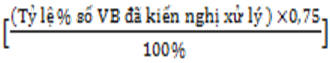 [(Tỷ lệ% số VB đã kiến nghị xử lý ) ×0,75
100%]